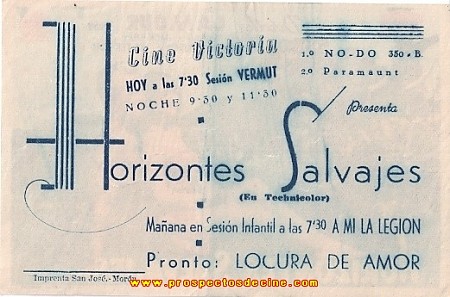 Cine Victoria
HOY a las 7'30 Sesión VERMUT
NOCHE 9'30 y 11'30
1.º NO-DO 350-B.
2.º Paramaunt
Presenta
Horizontes Salvajes
(En Technicolor)
Mañana en Sesión Infantil a las 7'30 A MI LA LEGION
Pronto: LOCURA DE AMOR
Imprenta San José.-Morón
www.prospectosdecine.com